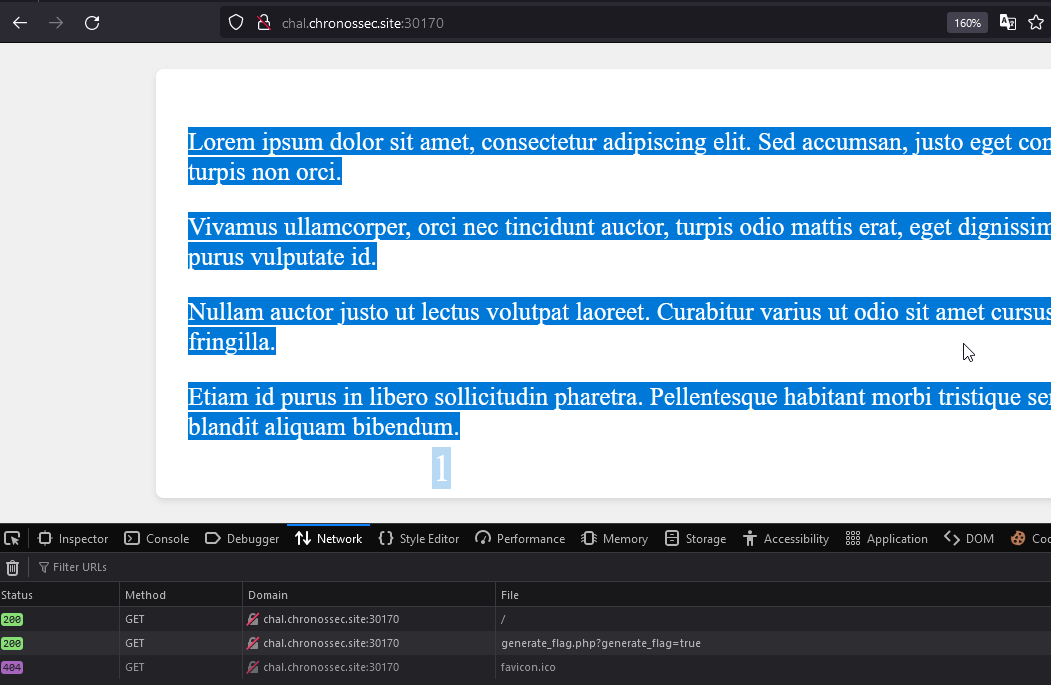 chal.chronossec.site:30170 160%
Lorem ipsum dolor sit amet, consectetur adipiscing elit. Sed accumsan, justo eget con
turpis non orci.
Vivamus ullamcorper, orci nec tincidunt auctor, turpis odio mattis erat, eget dignissim
purus vulputate id.
Nullam auctor justo ut lectus volutpat laoreet. Curabitur varius ut odio sit amet cursus
fringilla.
Etiam id purus in libero sollicitudin pharetra. Pellentesque habitant morbi tristique se
blandit aliquam bibendum.
1
Inspector Console Debugger Network Style Editor Performance Memory Storage Accessibility Application DOM Coo
Filter URLs
Status Method Domain File
200 GET chal.chronossec.site:30170 /
200 GET chal.chronossec.site:30170 generate_flag.php?generate_flag=true
404 GET chal.chronossec.site:30170 favicon.ico